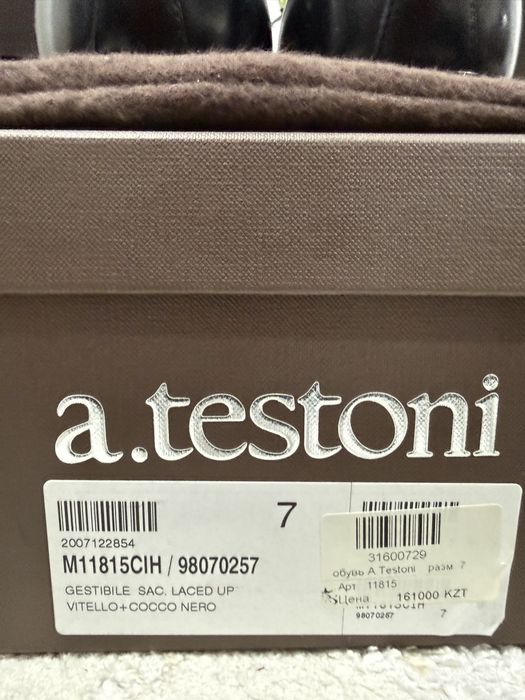 a.testoni
7
2007122854
M11815CIH / 98070257
GESTIBILE SAC. LACED UP
VITELLO+COCCO NERO
31600729
обувь A Testoni разм 7
Арт 11815
Цена 161000 KZT
M11815CIH
98070257 7